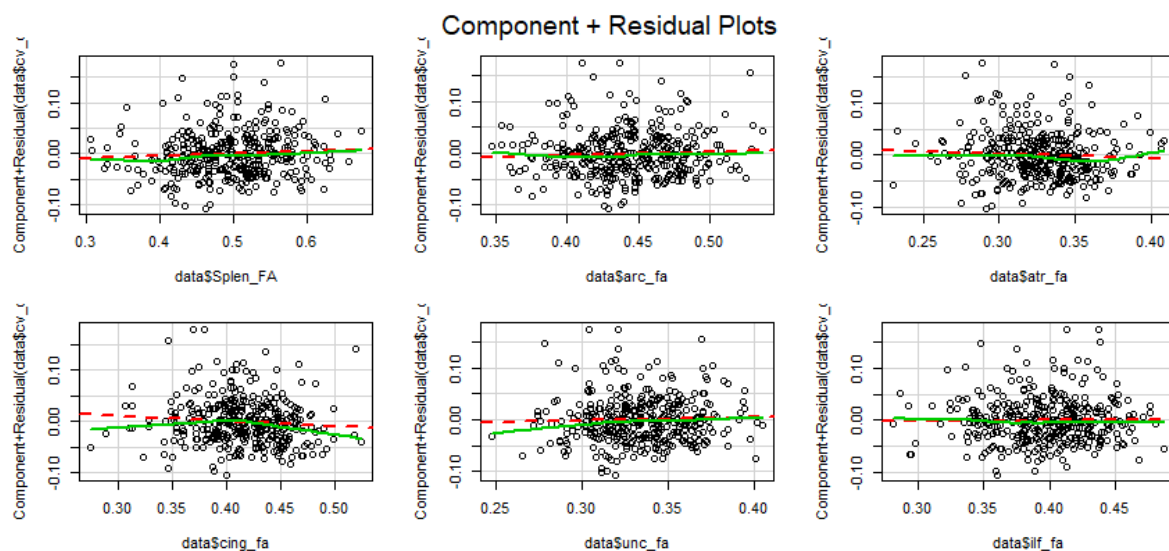 Component + Residual Plots
Component+Residual(data$cv_
0.10
0.00
-0.10
0.3 0.4 0.5 0.6
data$Splen_FA
Component+Residual(data$cv_
0.10
0.00
-0.10
0.35 0.40 0.45 0.50
data$arc_fa
Component+Residual(data$cv_
0.10
0.00
-0.10
0.25 0.30 0.35 0.40
data$atr_fa
Component+Residual(data$cv_
0.10
0.00
-0.10
0.30 0.35 0.40 0.45 0.50
data$cing_fa
Component+Residual(data$cv_
0.10
0.00
-0.10
0.25 0.30 0.35 0.40
data$unc_fa
Component+Residual(data$cv_
0.10
0.00
-0.10
0.30 0.35 0.40 0.45
data$ilf_fa